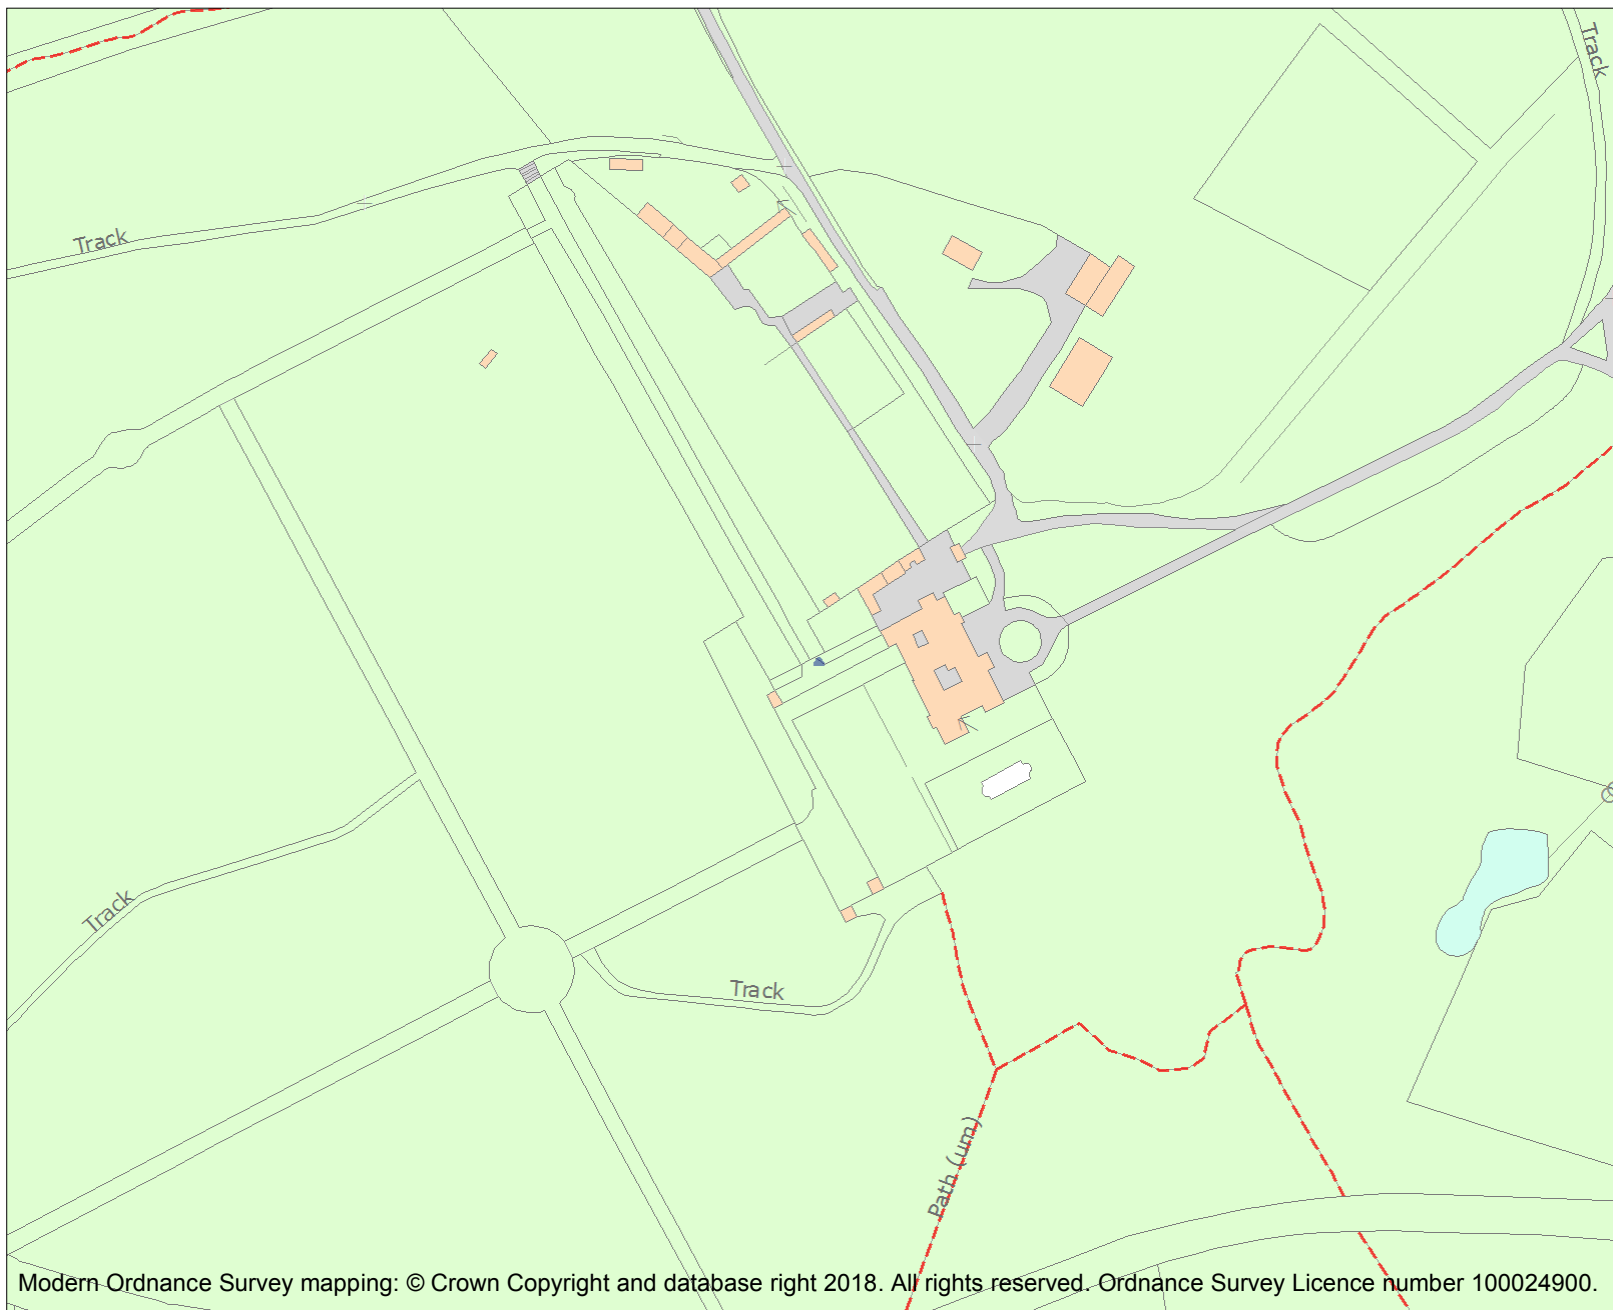 Track
Track
Track
Track
Path (um)
Modern Ordnance Survey mapping: © Crown Copyright and database right 2018. All rights reserved. Ordnance Survey Licence number 100024900.